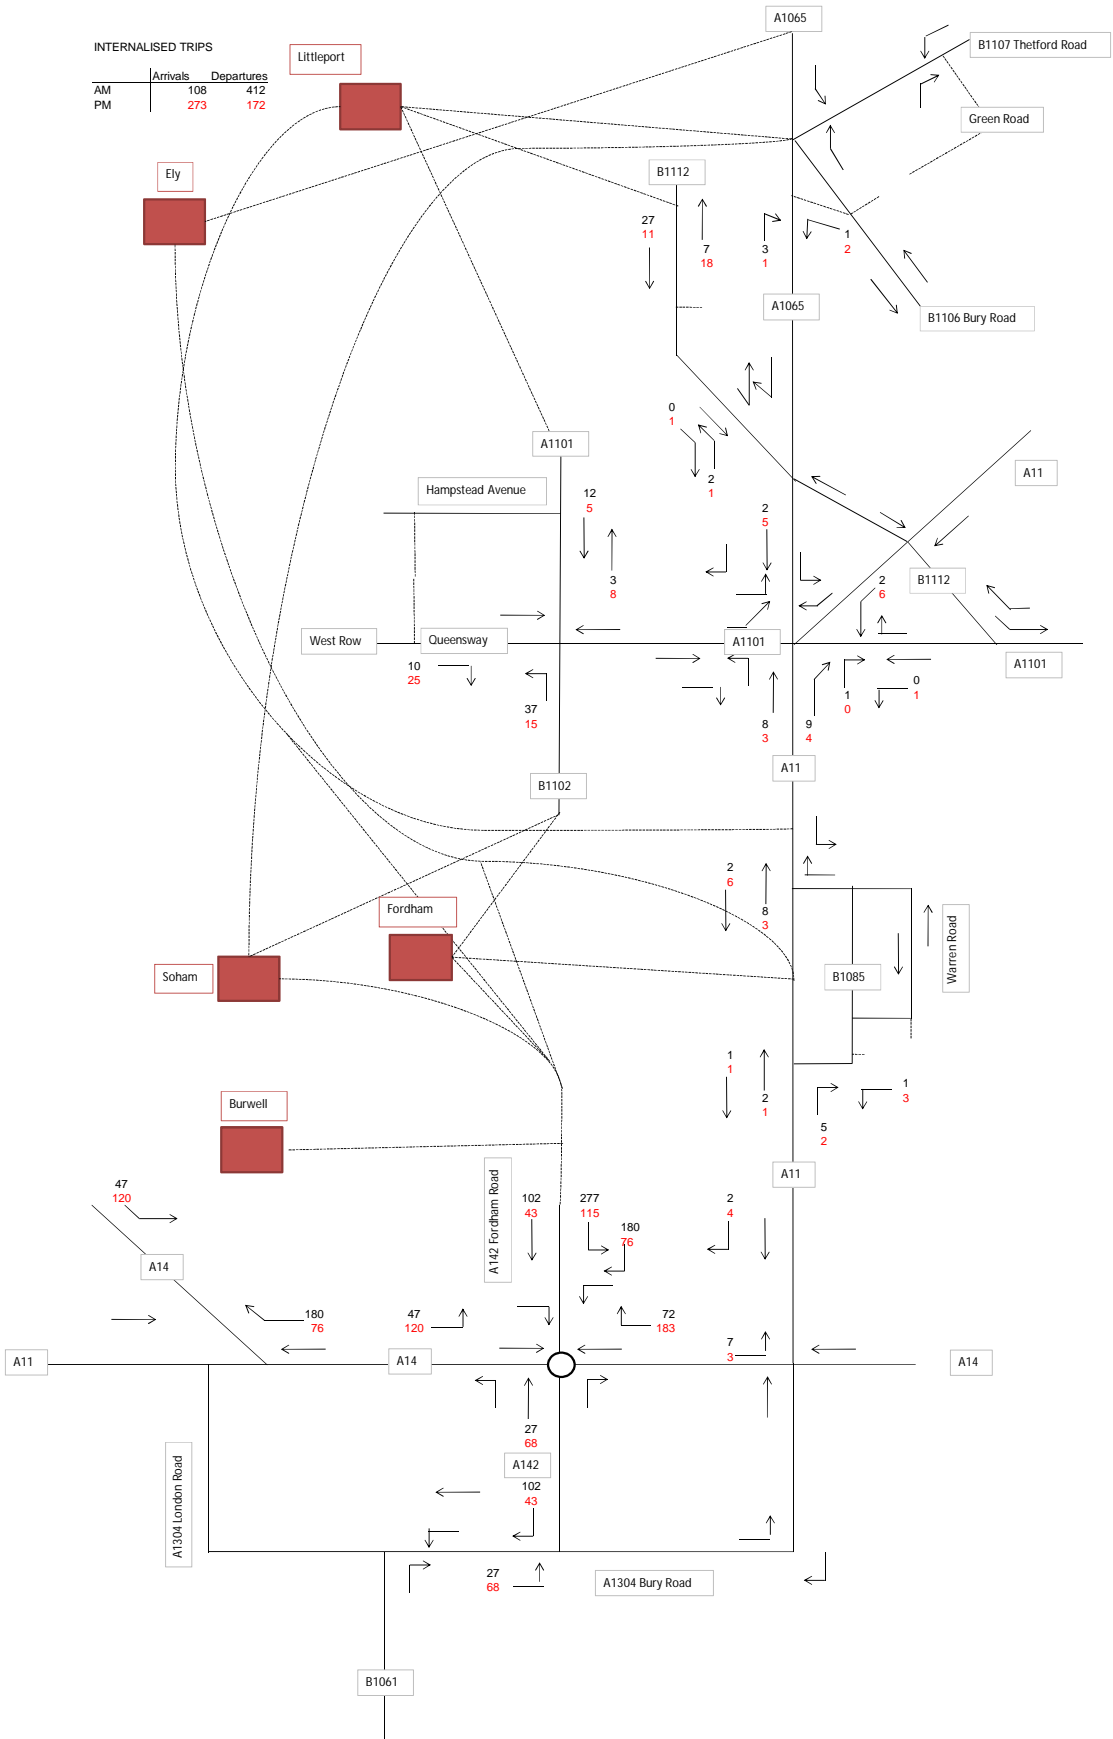 A1065
INTERNALISED TRIPS
Littleport
B1107 Thetford Road
Arrivals Departures
AM 108 412
PM 273 172
Green Road
Ely
B1112
27
11
7
18
3
1
1
2
A1065
B1106 Bury Road
0
1
A1101
A11
2
1
Hampstead Avenue
12
5
2
5
3
8
B1112
2
6
West Row
Queensway
A1101
A1101
10
25
37
15
8
3
9
4
1
0
0
1
A11
B1102
2
6
8
3
Fordham
Warren Road
Soham
B1085
1
1
2
1
1
3
Burwell
5
2
A11
A142 Fordham Road
47
120
102
43
277
115
180
76
2
4
A14
180
76
47
120
72
183
7
3
A11
A14
A14
27
68
A142
A1304 London Road
102
43
27
68
A1304 Bury Road
B1061